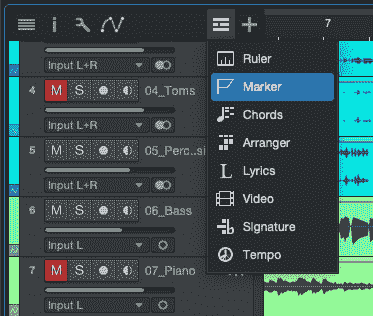 7
Input L+R
Ruler
4 M S 04_Toms
Marker
Input L+R
Chords
5 M S 05_Perc..si
Arranger
Input L+R
Lyrics
6 M S 06_Bass
Video
Input L
Signature
7 M S 07_Piano
Tempo
Input L